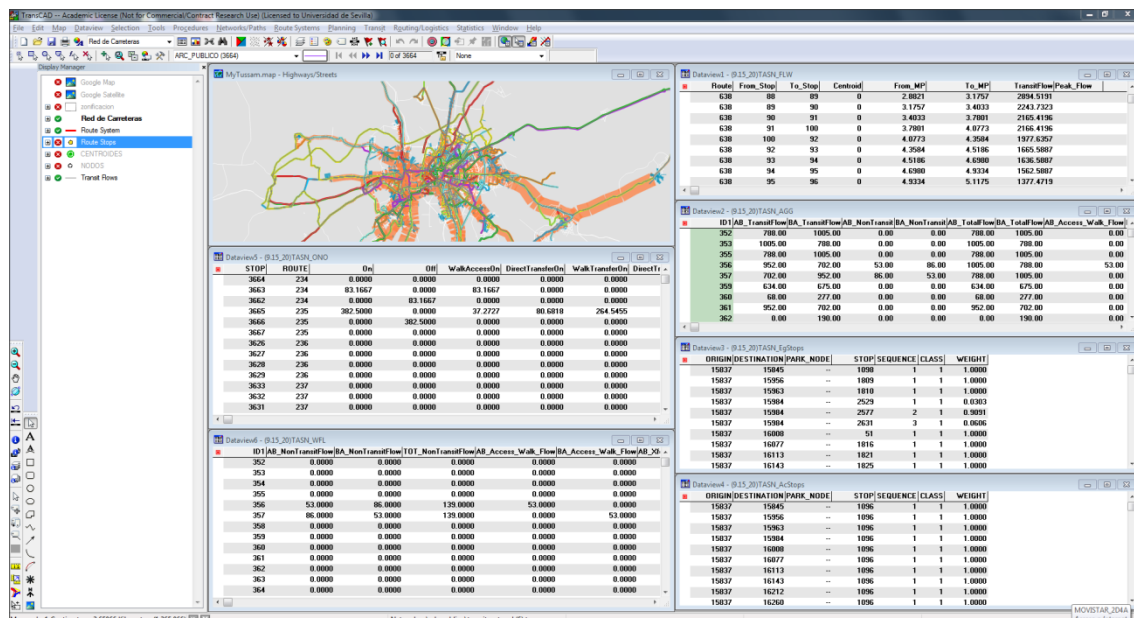 TransCAD -- Academic License (Not for Commercial/Contract Research Use) (Licensed to Universidad de Sevilla)
File Edit Map Dataview Selection Tools Procedures Networks/Paths Route Systems Planning Transit Routing/Logistics Statistics Window Help
Red de Carreteras
ARC_PUBLICO (3664) 0 of 3664 None
Display Manager
Google Map
Google Satellite
zonificacion
Red de Carreteras
Route System
Route Stops
CENTROIDES
NODOS
Transit Flows
MyTussam.map - Highways/Streets
Dataview5 - (9.15_20)TASN_ONO
STOP ROUTE On Off WalkAccessOn DirectTransferOn WalkTransferOn DirectTr
3664 234 0.0000 0.0000 0.0000 0.0000 0.0000
3663 234 83.1667 0.0000 83.1667 0.0000 0.0000
3662 234 0.0000 83.1667 0.0000 0.0000 0.0000
3665 235 382.5000 0.0000 37.2727 80.6818 264.5455
3666 235 0.0000 382.5000 0.0000 0.0000 0.0000
3667 235 0.0000 0.0000 0.0000 0.0000 0.0000
3626 236 0.0000 0.0000 0.0000 0.0000 0.0000
3627 236 0.0000 0.0000 0.0000 0.0000 0.0000
3628 236 0.0000 0.0000 0.0000 0.0000 0.0000
3629 236 0.0000 0.0000 0.0000 0.0000 0.0000
3633 237 0.0000 0.0000 0.0000 0.0000 0.0000
3632 237 0.0000 0.0000 0.0000 0.0000 0.0000
3631 237 0.0000 0.0000 0.0000 0.0000 0.0000
Dataview6 - (9.15_20)TASN_WFL
ID1 AB_NonTransitFlow BA_NonTransitFlow TOT_NonTransitFlow AB_Access_Walk_Flow BA_Access_Walk_Flow
352 0.0000 0.0000 0.0000 0.0000 0.0000
353 0.0000 0.0000 0.0000 0.0000 0.0000
354 0.0000 0.0000 0.0000 0.0000 0.0000
355 0.0000 0.0000 0.0000 0.0000 0.0000
356 53.0000 86.0000 139.0000 53.0000 0.0000
357 86.0000 53.0000 139.0000 0.0000 53.0000
358 0.0000 0.0000 0.0000 0.0000 0.0000
359 0.0000 0.0000 0.0000 0.0000 0.0000
360 0.0000 0.0000 0.0000 0.0000 0.0000
361 0.0000 0.0000 0.0000 0.0000 0.0000
362 0.0000 0.0000 0.0000 0.0000 0.0000
363 0.0000 0.0000 0.0000 0.0000 0.0000
364 0.0000 0.0000 0.0000 0.0000 0.0000
Dataview1 - (9.15_20)TASN_FLW
Route From_Stop To_Stop Centroid From_MP To_MP TransitFlow Peak_Flow
638 88 89 0 2.8821 3.1757 2894.5191
638 89 90 0 3.1757 3.4033 2243.7323
638 90 91 0 3.4033 3.7801 2165.4196
638 91 100 0 3.7801 4.0773 2166.4196
638 100 92 0 4.0773 4.3584 1977.6357
638 92 93 0 4.3584 4.5186 1665.5887
638 93 94 0 4.5186 4.6980 1636.5887
638 94 95 0 4.6980 4.9334 1562.5887
638 95 96 0 4.9334 5.1175 1377.4719
Dataview2 - (9.15_20)TASN_AGG
ID1 AB_TransitFlow BA_TransitFlow AB_NonTransit BA_NonTransit AB_TotalFlow BA_TotalFlow AB_Access_Walk_Flow
352 788.00 1005.00 0.00 0.00 788.00 1005.00 0.00
353 1005.00 788.00 0.00 0.00 1005.00 788.00 0.00
355 788.00 1005.00 0.00 0.00 788.00 1005.00 0.00
356 952.00 702.00 53.00 86.00 1005.00 788.00 53.00
357 702.00 952.00 86.00 53.00 788.00 1005.00 0.00
359 634.00 675.00 0.00 0.00 634.00 675.00 0.00
360 68.00 277.00 0.00 0.00 68.00 277.00 0.00
361 952.00 702.00 0.00 0.00 952.00 702.00 0.00
362 0.00 190.00 0.00 0.00 0.00 190.00 0.00
Dataview3 - (9.15_20)TASN_EgStops
ORIGIN DESTINATION PARK_NODE STOP SEQUENCE CLASS WEIGHT
15837 15845 -- 1098 1 1 1.0000
15837 15956 -- 1809 1 1 1.0000
15837 15963 -- 1810 1 1 1.0000
15837 15984 -- 2529 1 1 0.0303
15837 15984 -- 2577 2 1 0.9091
15837 15984 -- 2631 3 1 0.0606
15837 16008 -- 51 1 1 1.0000
15837 16077 -- 1816 1 1 1.0000
15837 16113 -- 1821 1 1 1.0000
15837 16143 -- 1825 1 1 1.0000
Dataview4 - (9.15_20)TASN_AcStops
ORIGIN DESTINATION PARK_NODE STOP SEQUENCE CLASS WEIGHT
15837 15845 -- 1096 1 1 1.0000
15837 15956 -- 1096 1 1 1.0000
15837 15963 -- 1096 1 1 1.0000
15837 15984 -- 1096 1 1 1.0000
15837 16008 -- 1096 1 1 1.0000
15837 16077 -- 1096 1 1 1.0000
15837 16113 -- 1096 1 1 1.0000
15837 16143 -- 1096 1 1 1.0000
15837 16212 -- 1096 1 1 1.0000
15837 16260 -- 1096 1 1 1.0000
MOVISTAR_2D4A